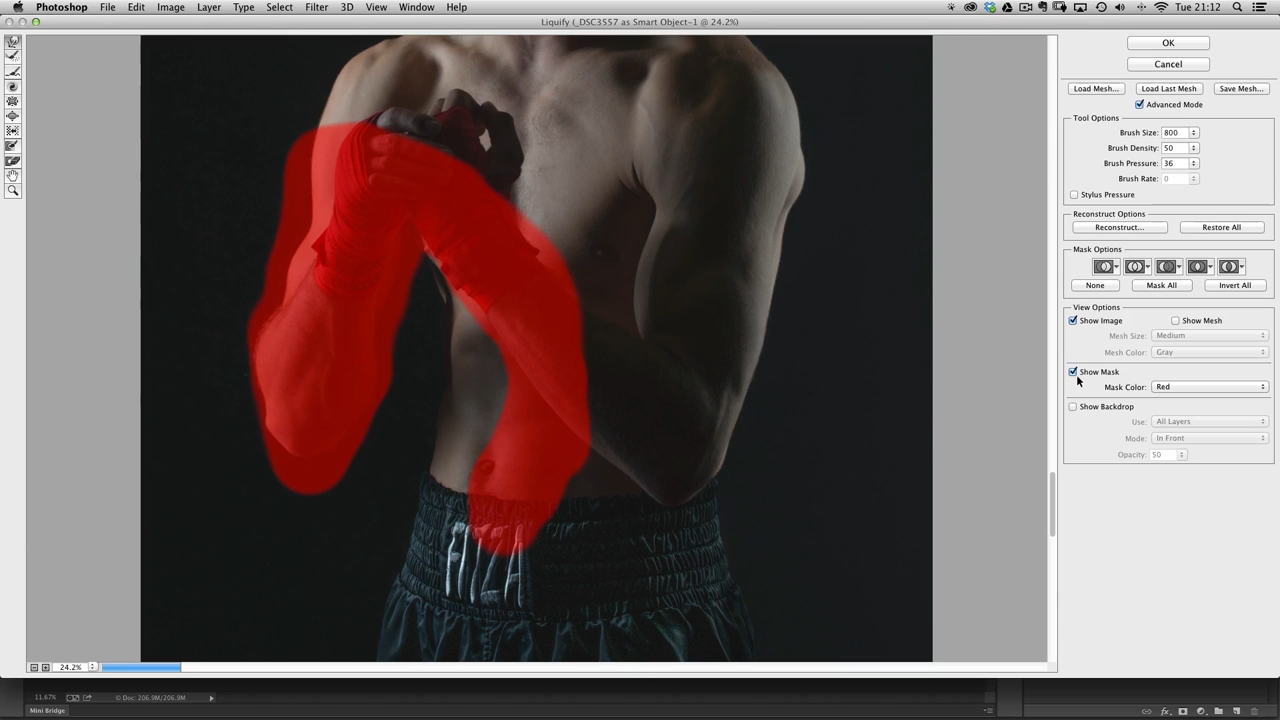 Photoshop File Edit Image Layer Type Select Filter 3D View Window Help Tue 21:12
Liquify (_DSC3557 as Smart Object-1 @ 24.2%)
OK
Cancel
Load Mesh... Load Last Mesh Save Mesh...
Advanced Mode
Tool Options
Brush Size: 800
Brush Density: 50
Brush Pressure: 36
Brush Rate: 0
Stylus Pressure
Reconstruct Options
Reconstruct... Restore All
Mask Options
None Mask All Invert All
View Options
Show Image Show Mesh
Mesh Size: Medium
Mesh Color: Gray
Show Mask
Mask Color: Red
Show Backdrop
Use: All Layers
Mode: In Front
Opacity: 50
24.2%
11.67% Doc: 206.9M/206.9M
Mini Bridge